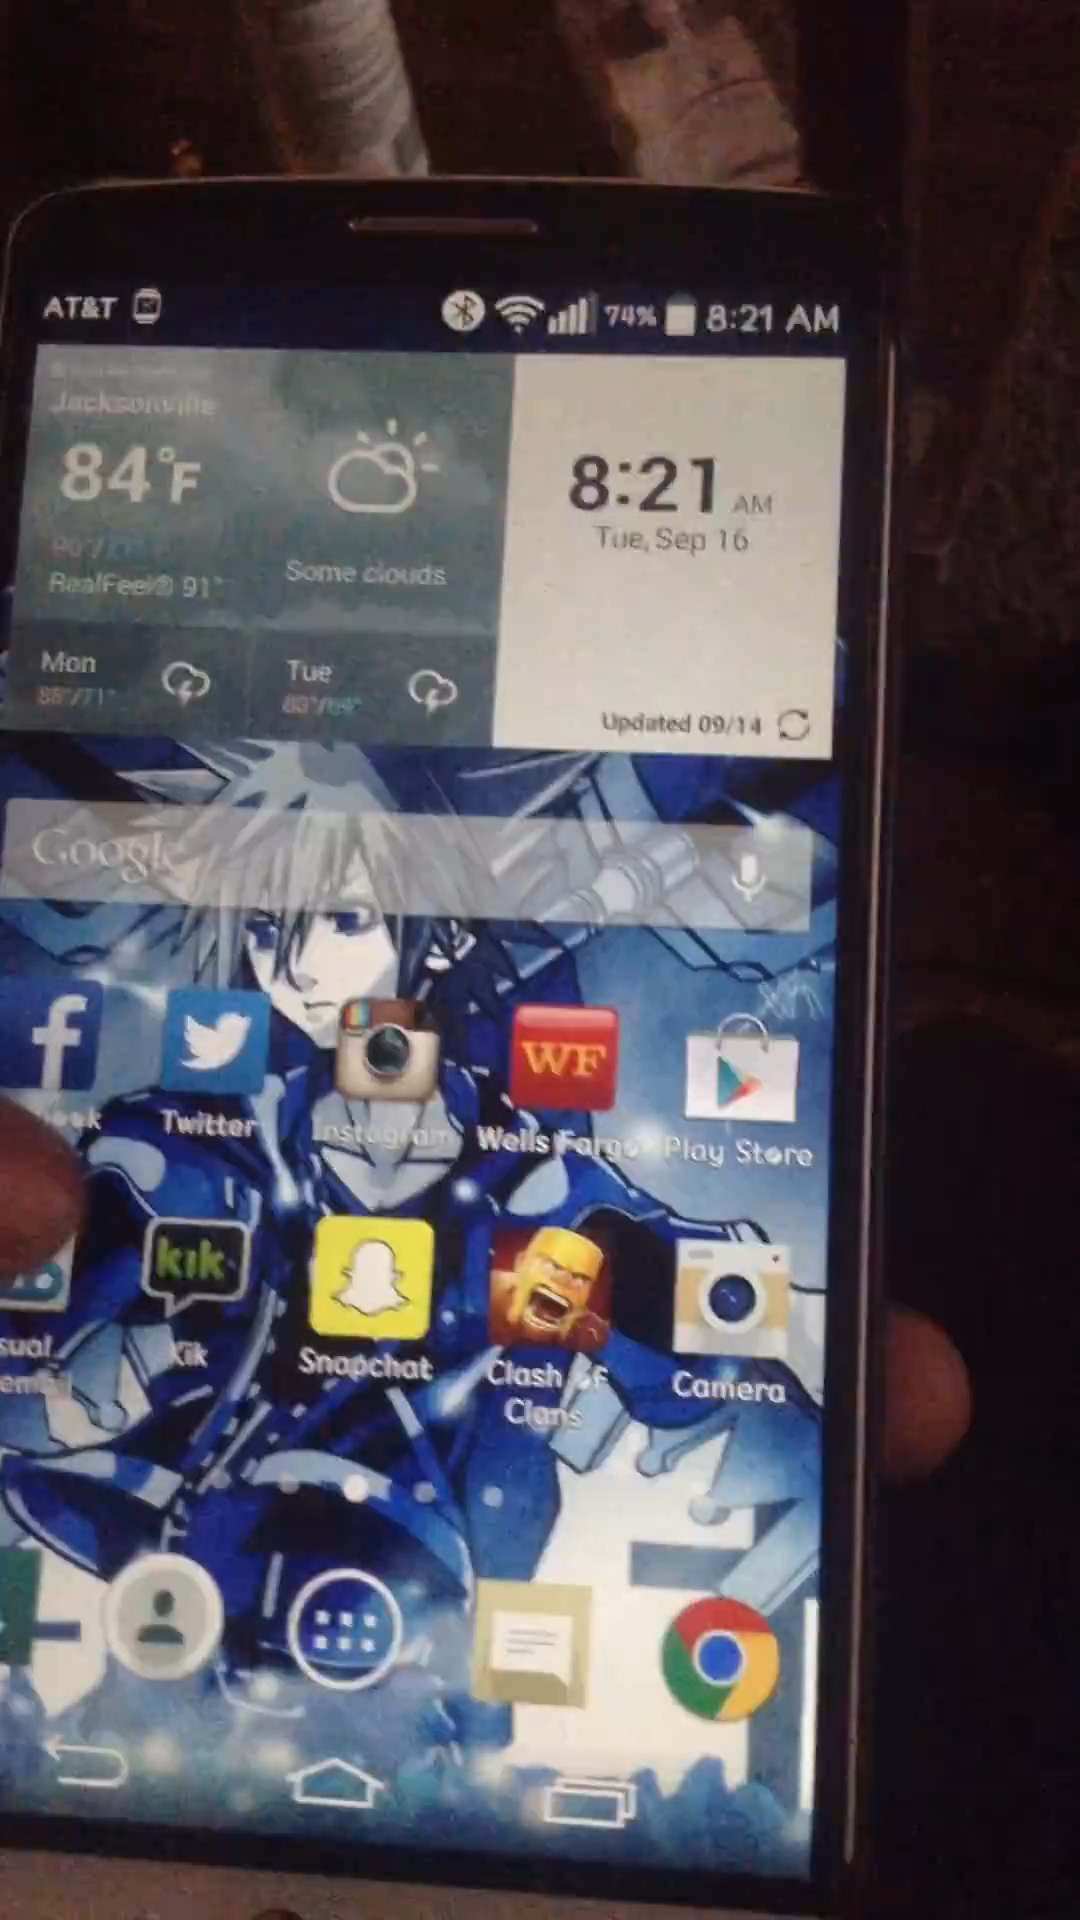 AT&T 74% 8:21 AM
Jacksonville
84°F
RealFeel® 91°
Some clouds
8:21 AM
Tue, Sep 16
Mon
Tue
Updated 09/14
Google
f
WF
Twitter
Instagram
Wells Fargo
Play Store
kik
Kik
Snapchat
Clash of
Clans
Camera